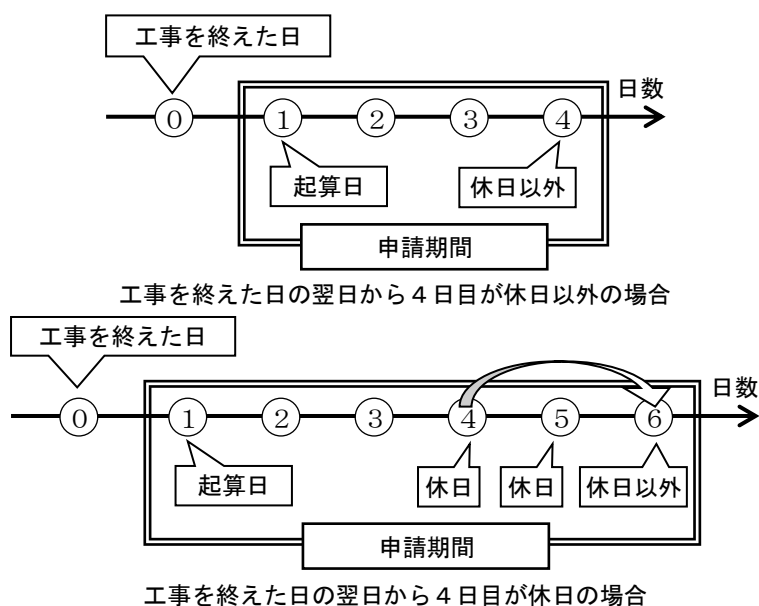 工事を終えた日
日数
0 1 2 3 4
起算日 休日以外
申請期間
工事を終えた日の翌日から４日目が休日以外の場合
工事を終えた日
日数
0 1 2 3 4 5 6
起算日 休日 休日 休日以外
申請期間
工事を終えた日の翌日から４日目が休日の場合